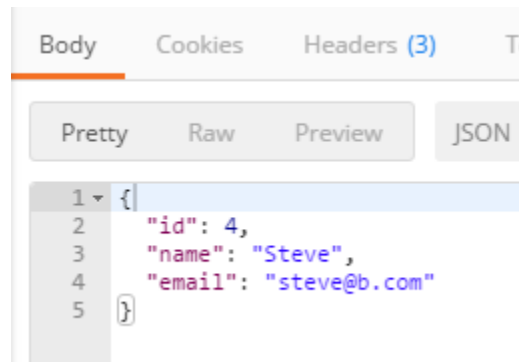 Body Cookies Headers (3) T
Pretty Raw Preview JSON
1 {
2 "id": 4,
3 "name": "Steve",
4 "email": "steve@b.com"
5 }